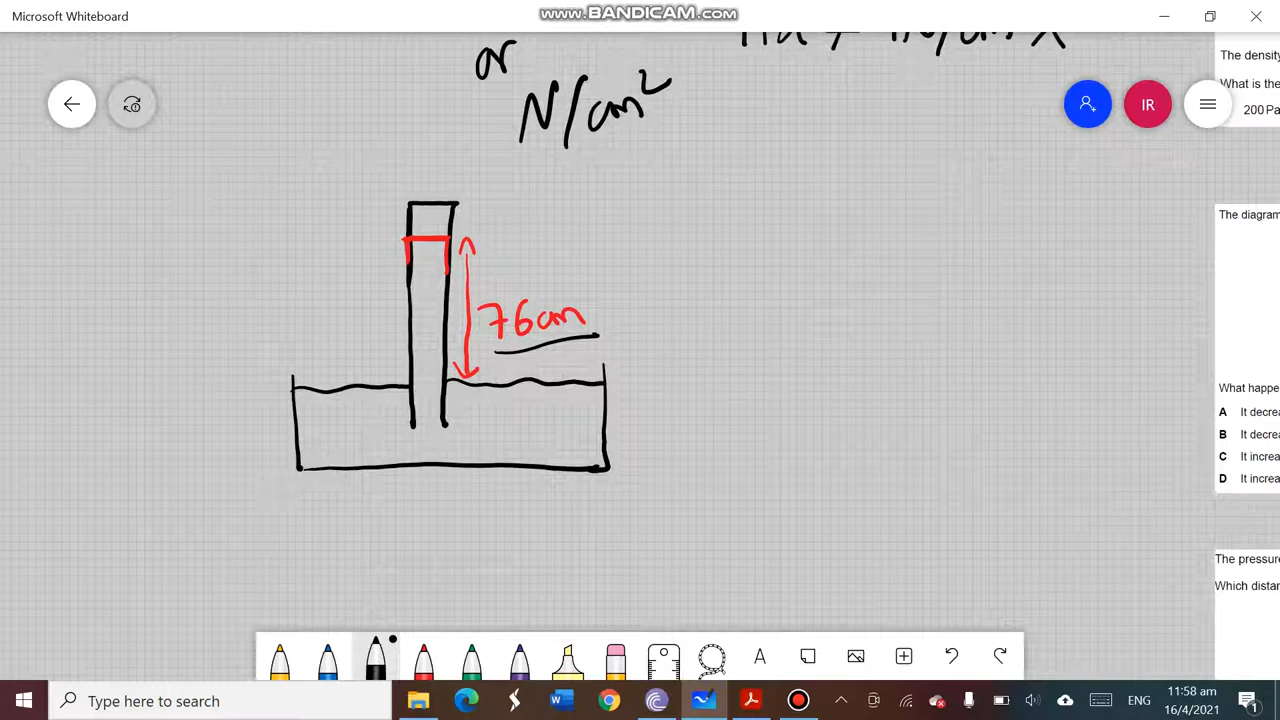 Microsoft Whiteboard
www.BANDICAM.com
or
N/cm²
IR
The density
What is the
200 Pa
76cm
The diagram
What happe
A It decrea
B It decrea
C It increa
D It increa
The pressure
Which distan
A
Type here to search
ENG
11:58 am
16/4/2021
1